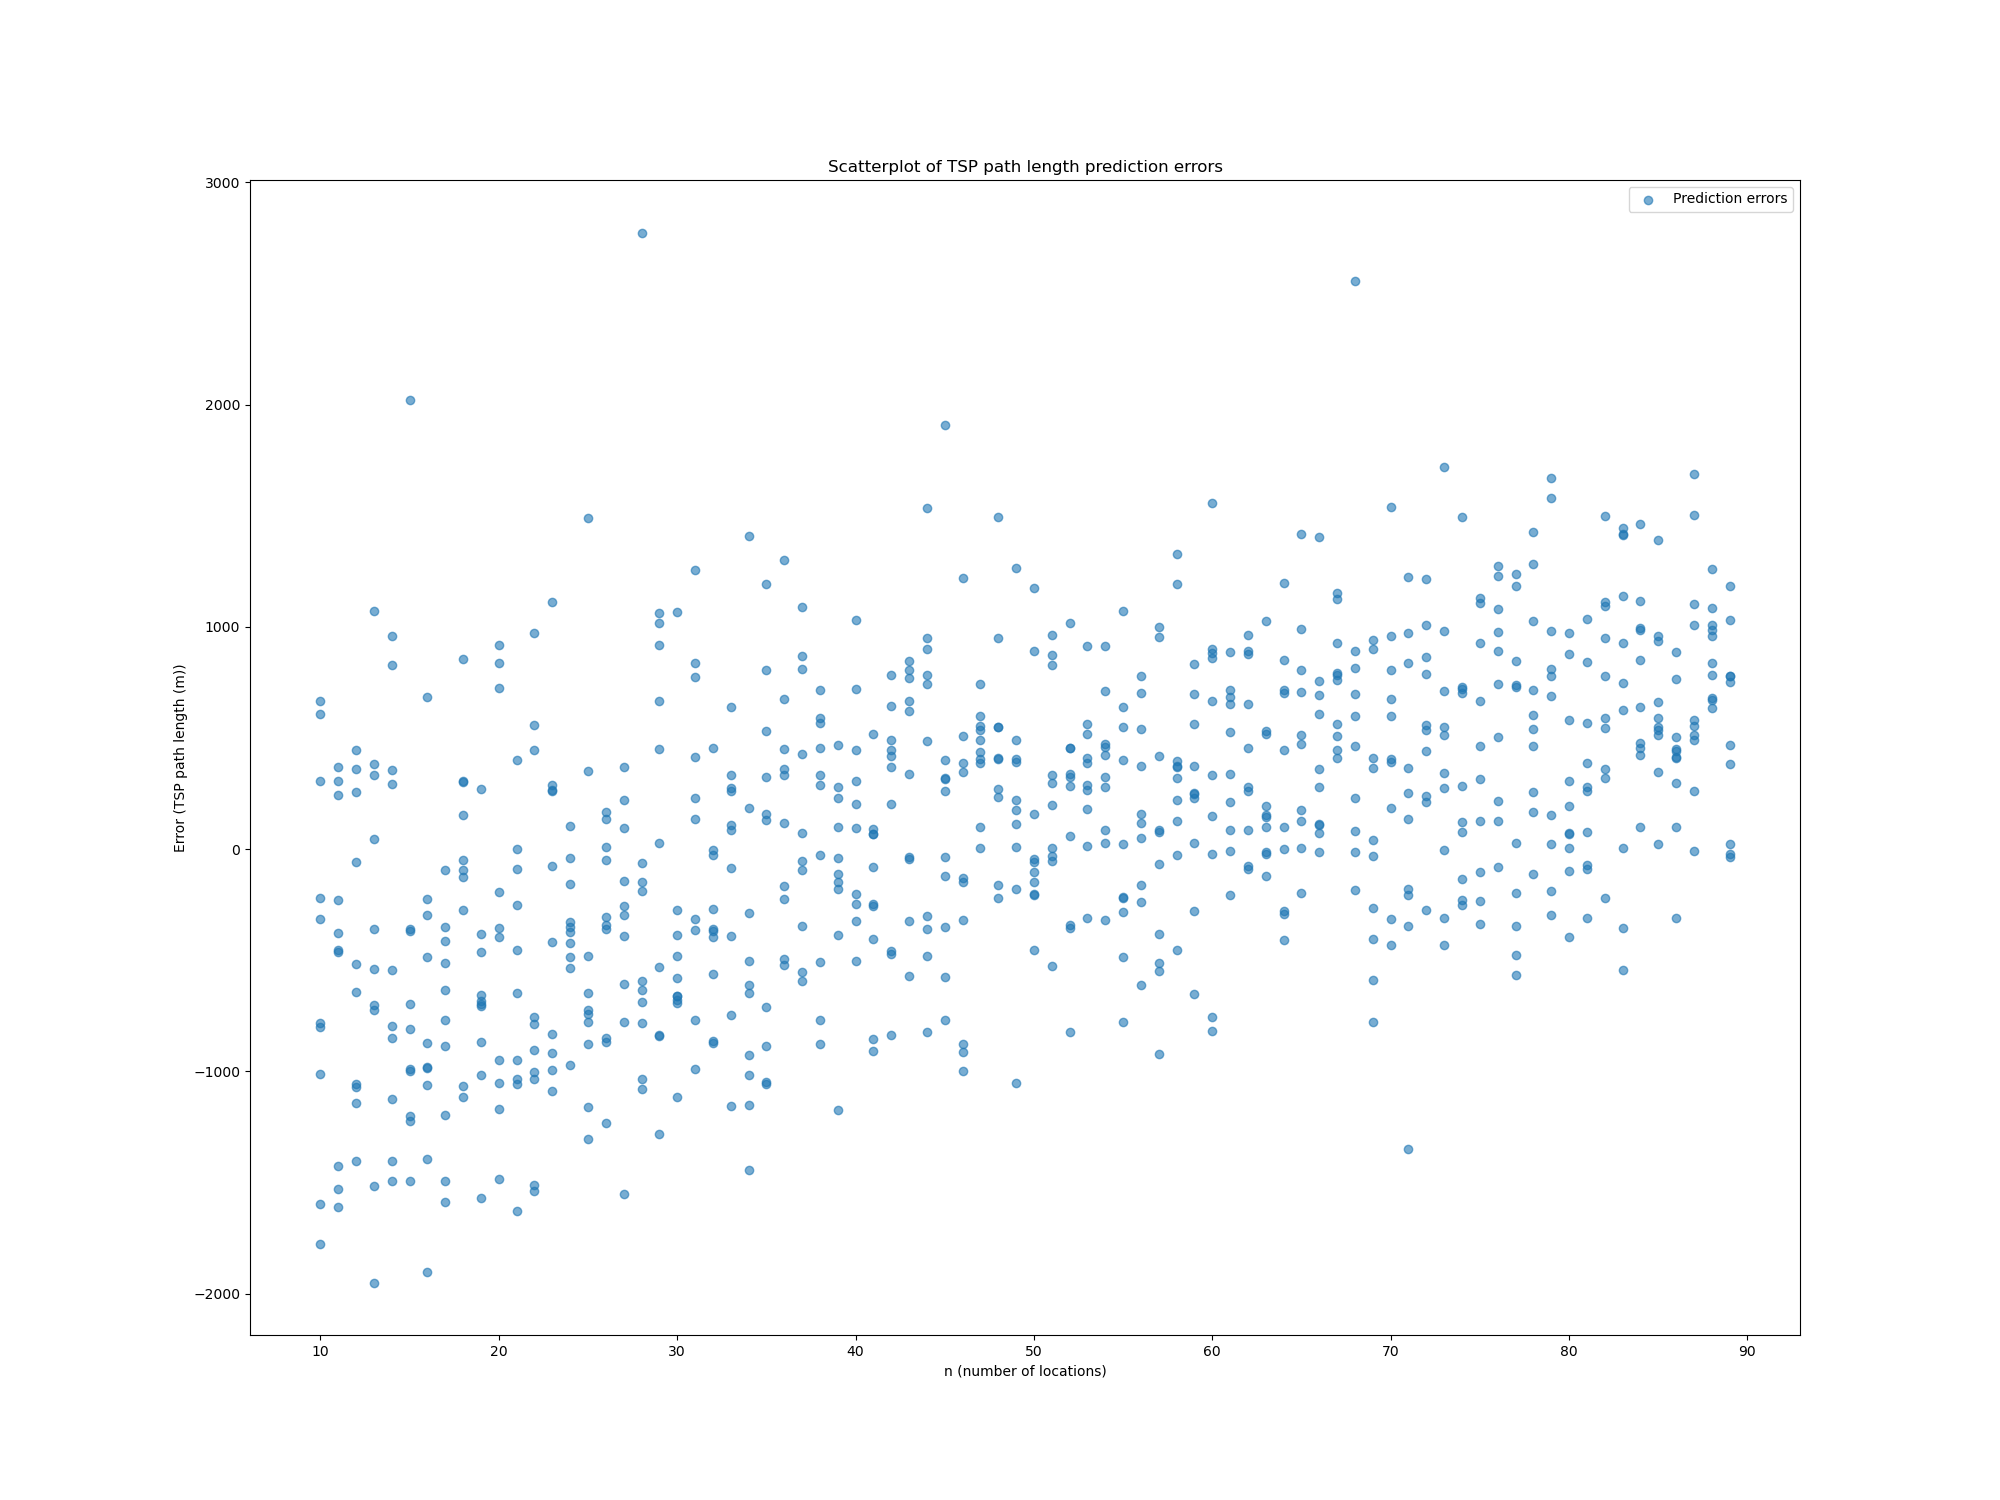 Scatterplot of TSP path length prediction errors
Prediction errors
Error (TSP path length (m))
3000
2000
1000
0
−1000
−2000
10 20 30 40 50 60 70 80 90
n (number of locations)